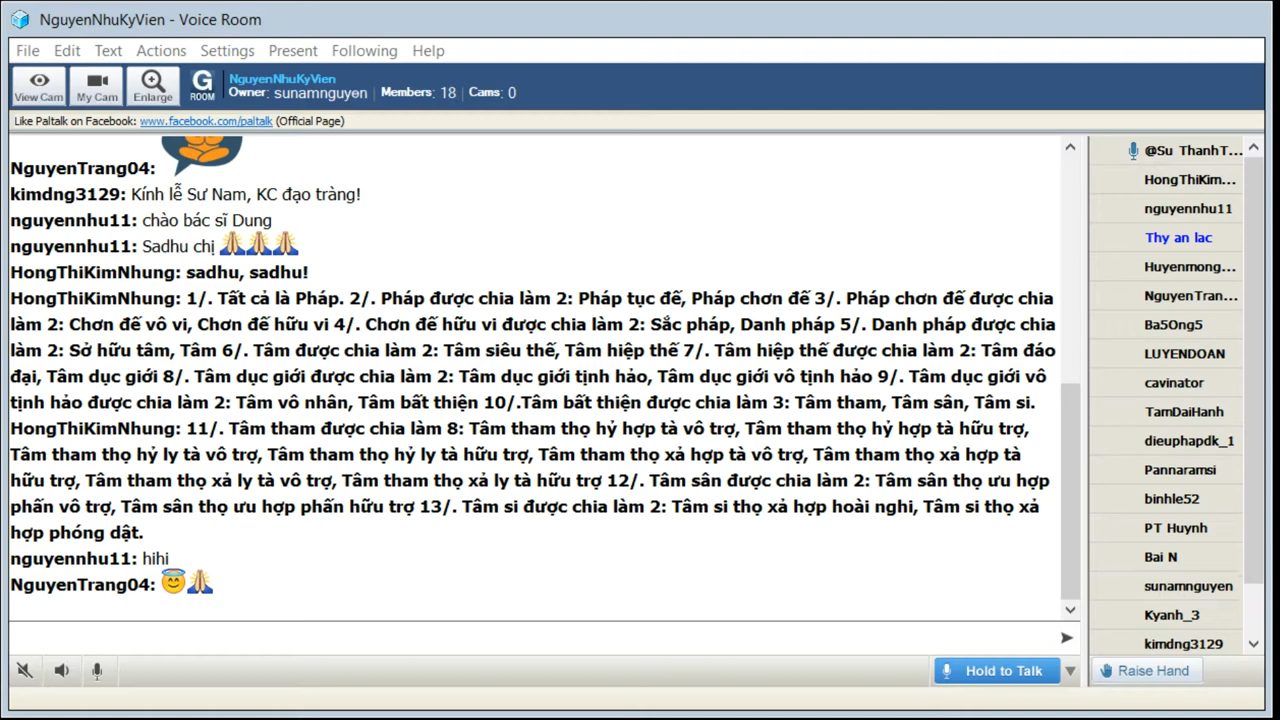 NguyenNhuKyVien - Voice Room
File Edit Text Actions Settings Present Following Help
View Cam My Cam Enlarge G ROOM
NguyenNhuKyVien
Owner: sunamnguyen | Members: 18 | Cams: 0
Like Paltalk on Facebook: www.facebook.com/paltalk (Official Page)
NguyenTrang04:
kimdng3129: Kính lễ Sư Nam, KC đạo tràng!
nguyennhu11: chào bác sĩ Dung
nguyennhu11: Sadhu chị
HongThiKimNhung: sadhu, sadhu!
HongThiKimNhung: 1/. Tất cả là Pháp. 2/. Pháp được chia làm 2: Pháp tục đế, Pháp chơn đế 3/. Pháp chơn đế được chia
làm 2: Chơn đế vô vi, Chơn đế hữu vi 4/. Chơn đế hữu vi được chia làm 2: Sắc pháp, Danh pháp 5/. Danh pháp được chia
làm 2: Sở hữu tâm, Tâm 6/. Tâm được chia làm 2: Tâm siêu thế, Tâm hiệp thế 7/. Tâm hiệp thế được chia làm 2: Tâm đáo
đại, Tâm dục giới 8/. Tâm dục giới được chia làm 2: Tâm dục giới tịnh hảo, Tâm dục giới vô tịnh hảo 9/. Tâm dục giới vô
tịnh hảo được chia làm 2: Tâm vô nhân, Tâm bất thiện 10/.Tâm bất thiện được chia làm 3: Tâm tham, Tâm sân, Tâm si.
HongThiKimNhung: 11/. Tâm tham được chia làm 8: Tâm tham thọ hỷ hợp tà vô trợ, Tâm tham thọ hỷ hợp tà hữu trợ,
Tâm tham thọ hỷ ly tà vô trợ, Tâm tham thọ hỷ ly tà hữu trợ, Tâm tham thọ xả hợp tà vô trợ, Tâm tham thọ xả hợp tà
hữu trợ, Tâm tham thọ xả ly tà vô trợ, Tâm tham thọ xả ly tà hữu trợ 12/. Tâm sân được chia làm 2: Tâm sân thọ ưu hợp
phấn vô trợ, Tâm sân thọ ưu hợp phấn hữu trợ 13/. Tâm si được chia làm 2: Tâm si thọ xả hợp hoài nghi, Tâm si thọ xả
hợp phóng dật.
nguyennhu11: hihi
NguyenTrang04:
@Su ThanhT...
HongThiKim...
nguyennhu11
Thy an lac
Huyenmong...
NguyenTran...
Ba5Ong5
LUYENDOAN
cavinator
TamDaiHanh
dieuphapdk_1
Pannaramsi
binhle52
PT Huynh
Bai N
sunamnguyen
Kyanh_3
kimdng3129
Hold to Talk
Raise Hand